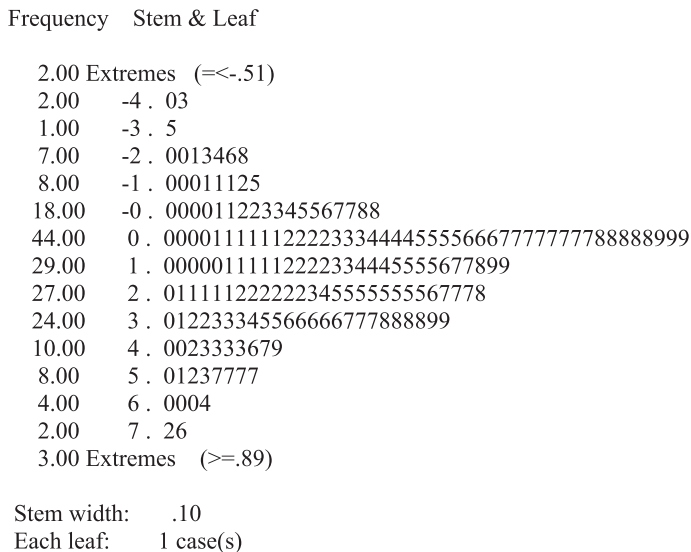 Frequency Stem & Leaf
2.00 Extremes (=<-.51)
2.00 -4 . 03
1.00 -3 . 5
7.00 -2 . 0013468
8.00 -1 . 00011125
18.00 -0 . 000011223345567788
44.00 0 . 00001111112222333444455556667777777788888999
29.00 1 . 00000111112222334445555677899
27.00 2 . 011111222222234555555567778
24.00 3 . 012233345566666777888899
10.00 4 . 0023333679
8.00 5 . 01237777
4.00 6 . 0004
2.00 7 . 26
3.00 Extremes (>=.89)
Stem width: .10
Each leaf: 1 case(s)